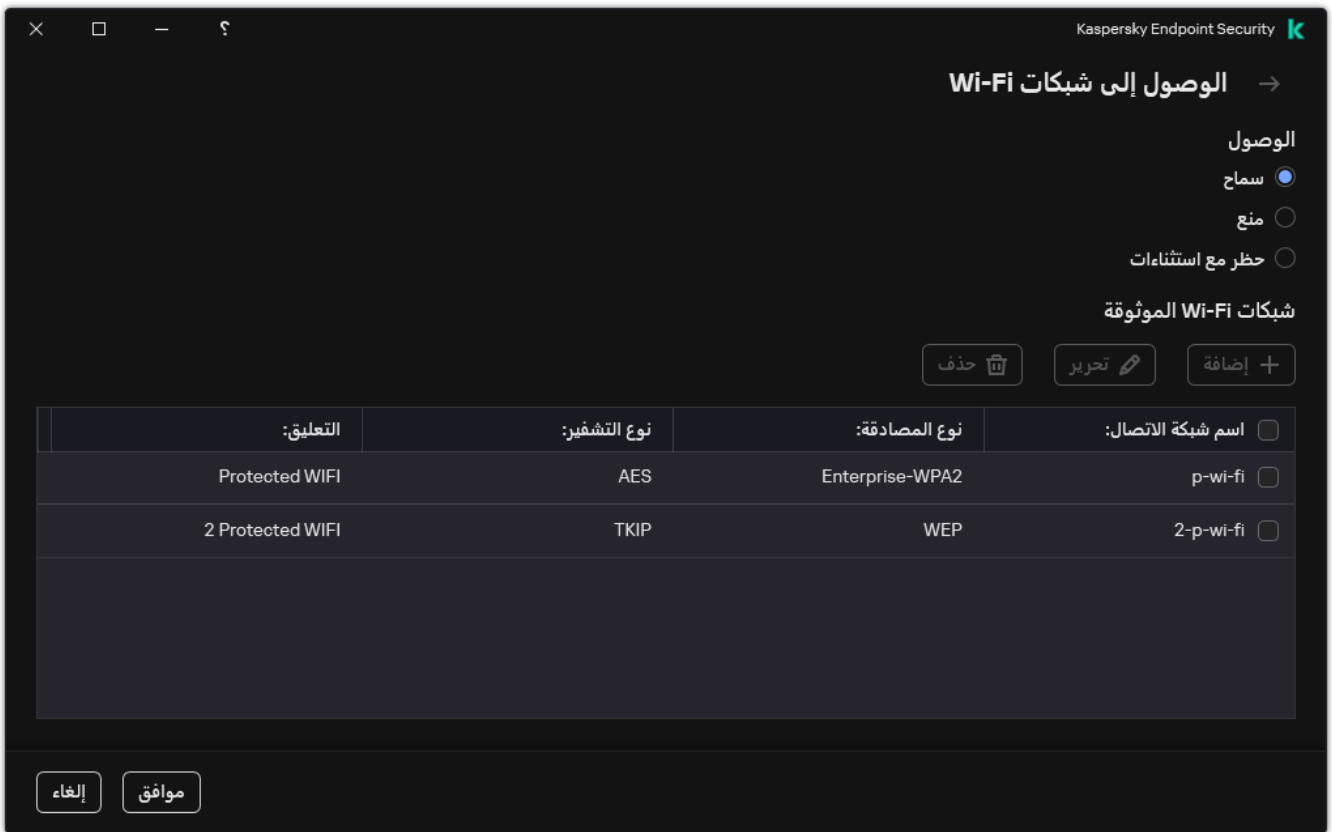 Kaspersky Endpoint Security
؟
الوصول إلى شبكات Wi-Fi
الوصول
سماح
منع
حظر مع استثناءات
شبكات Wi-Fi الموثوقة
إضافة تحرير حذف
اسم شبكة الاتصال: نوع المصادقة: نوع التشفير: التعليق:
p-wi-fi Enterprise-WPA2 AES Protected WIFI
2-p-wi-fi WEP TKIP 2 Protected WIFI
موافق إلغاء